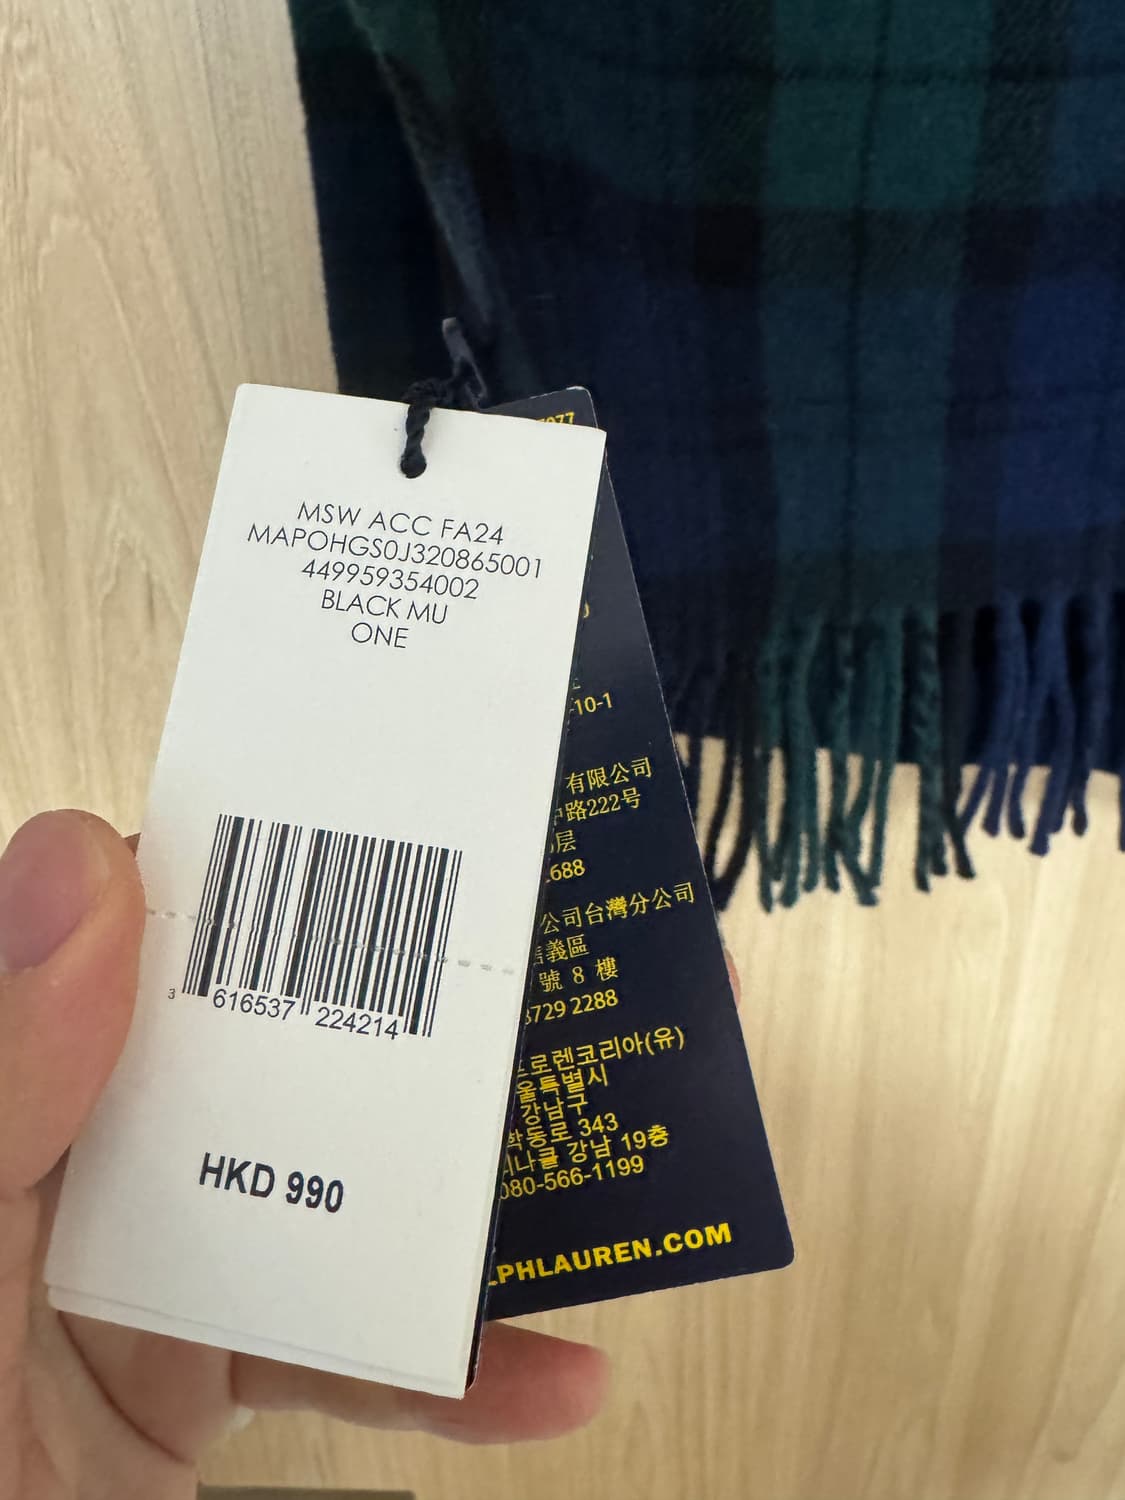 MSW ACC FA24
MAPOHGS0J320865001
449959354002
BLACK MU
ONE
3 616537 224214
HKD 990
10-1
有限公司
路222号
层
688
公司台灣分公司
義區
號 8 樓
8729 2288
로렌코리아(유)
울특별시
강남구
학동로 343
강남 19층
080-566-1199
LPHLAUREN.COM